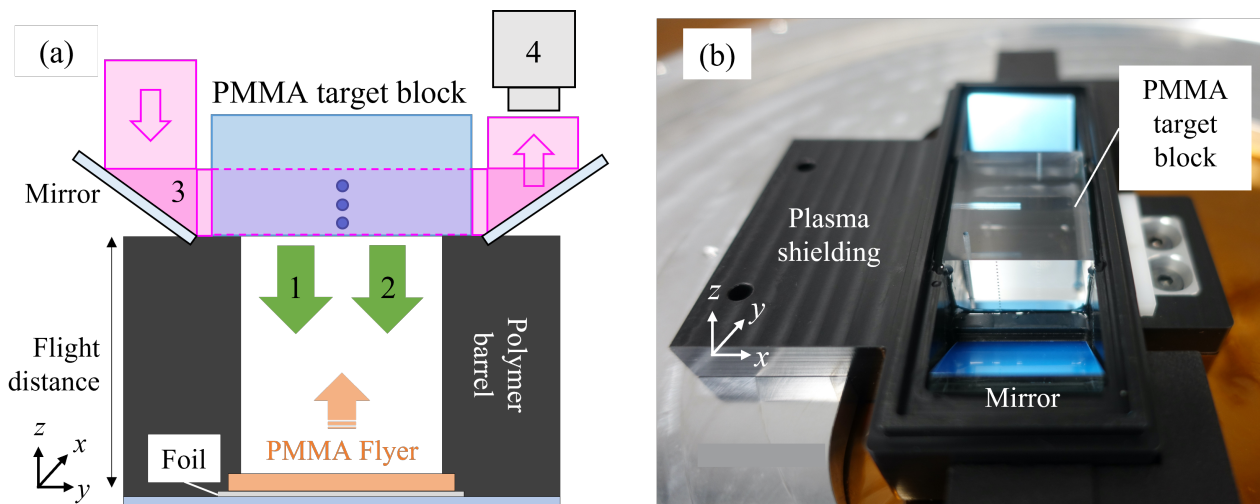 (a)
4
PMMA target block
Mirror
3
1
2
Flight
distance
Polymer
barrel
PMMA Flyer
Foil
z
x
y
(b)
PMMA
target
block
Plasma
shielding
z
y
x
Mirror